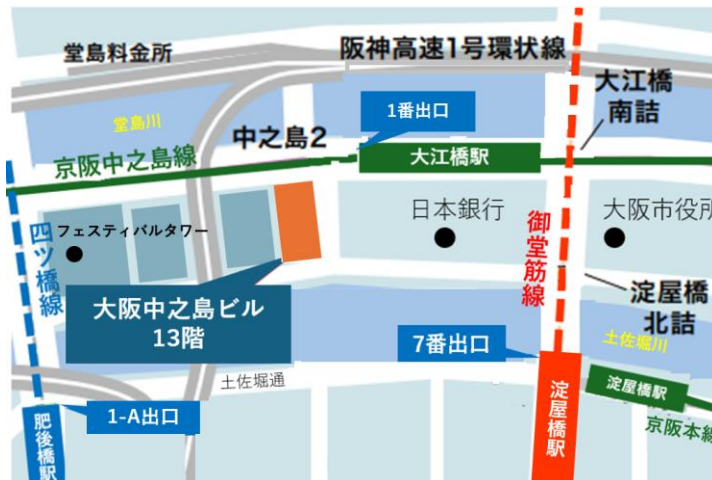 堂島料金所
阪神高速1号環状線
大江橋
南詰
堂島川
中之島2
1番出口
京阪中之島線
大江橋駅
四ツ橋線
フェスティバルタワー
日本銀行
御堂筋線
大阪市役所
大阪中之島ビル
13階
淀屋橋
北詰
7番出口
土佐堀川
土佐堀通
淀屋橋駅
淀屋橋駅
京阪本線
1-A出口
肥後橋駅